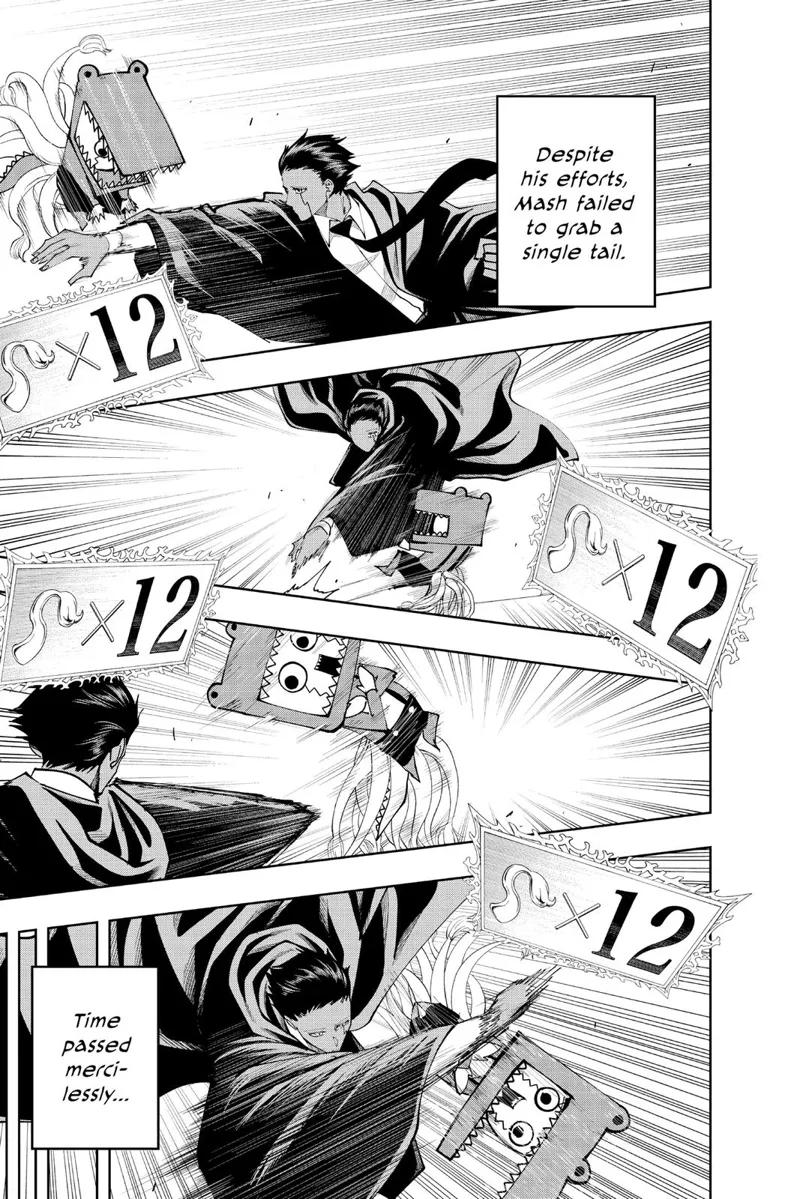 Despite
his efforts,
Mash failed
to grab a
single tail.
×12
×12
×12
×12
Time
passed
merci-
lessly...